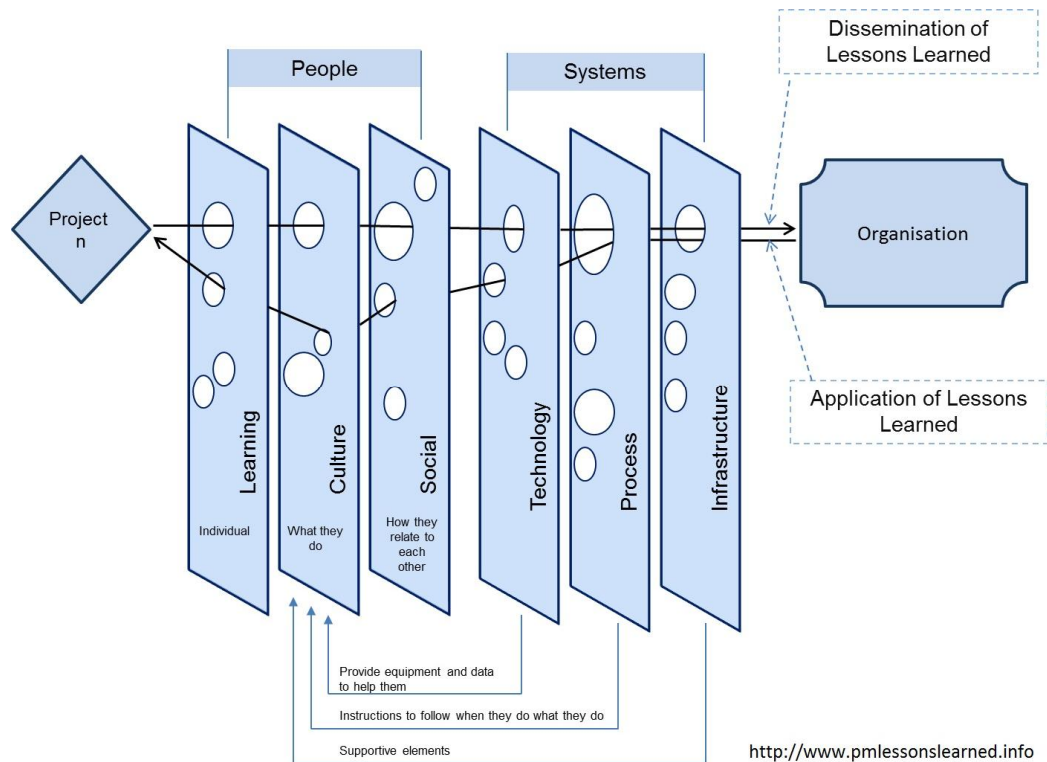 People
Systems
Dissemination of
Lessons Learned
Project
n
Organisation
Application of Lessons
Learned
Learning
Culture
Social
Technology
Process
Infrastructure
Individual
What they
do
How they
relate to
each
other
Provide equipment and data
to help them
Instructions to follow when they do what they do
Supportive elements
http://www.pmlessonslearned.info